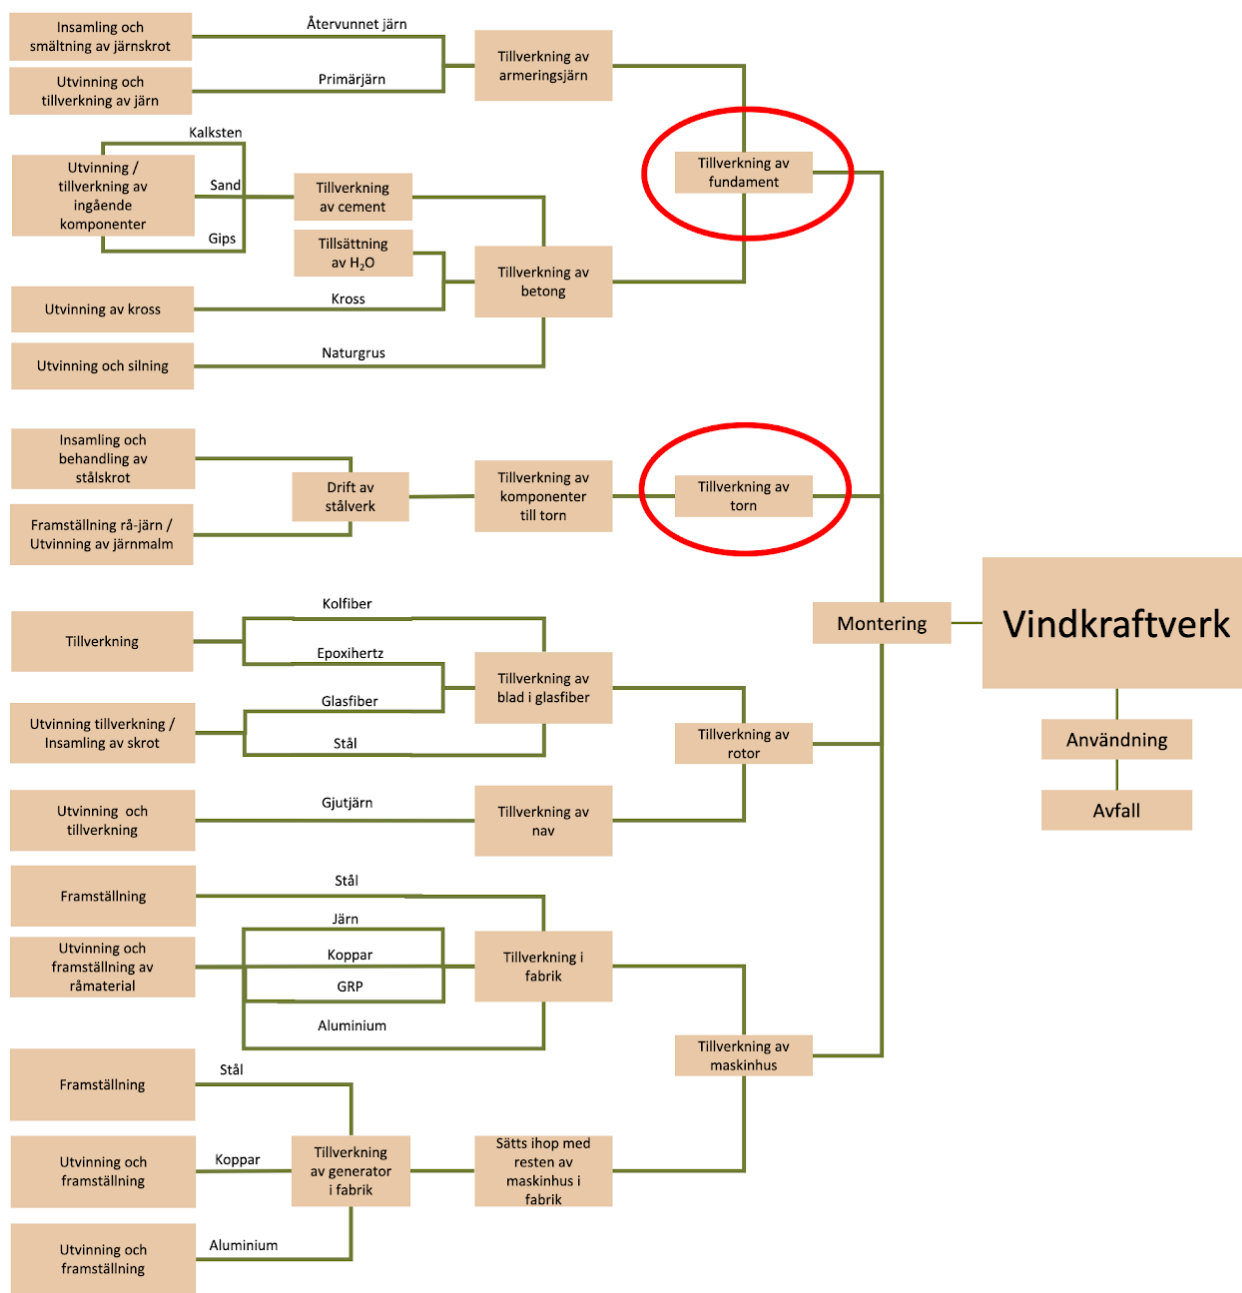 Insamling och
smältning av järnskrot
Återvunnet järn
Utvinning och
tillverkning av järn
Primärjärn
Tillverkning av
armeringsjärn
Kalksten
Utvinning /
tillverkning av
ingående
komponenter
Sand
Gips
Tillverkning
av cement
Tillsättning
av H₂O
Tillverkning av
betong
Tillverkning av
fundament
Utvinning av kross
Kross
Utvinning och silning
Naturgrus
Insamling och
behandling av
stålskrot
Framställning rå-järn /
Utvinning av järnmalm
Drift av
stålverk
Tillverkning av
komponenter
till torn
Tillverkning av
torn
Tillverkning
Kolfiber
Epoxihertz
Utvinning tillverkning /
Insamling av skrot
Glasfiber
Stål
Tillverkning av
blad i glasfiber
Tillverkning av
rotor
Utvinning och
tillverkning
Gjutjärn
Tillverkning av
nav
Montering
Vindkraftverk
Användning
Avfall
Framställning
Stål
Utvinning och
framställning av
råmaterial
Järn
Koppar
GRP
Aluminium
Tillverkning i
fabrik
Tillverkning av
maskinhus
Framställning
Stål
Utvinning och
framställning
Koppar
Utvinning och
framställning
Aluminium
Tillverkning
av generator
i fabrik
Sätts ihop med
resten av
maskinhus i
fabrik